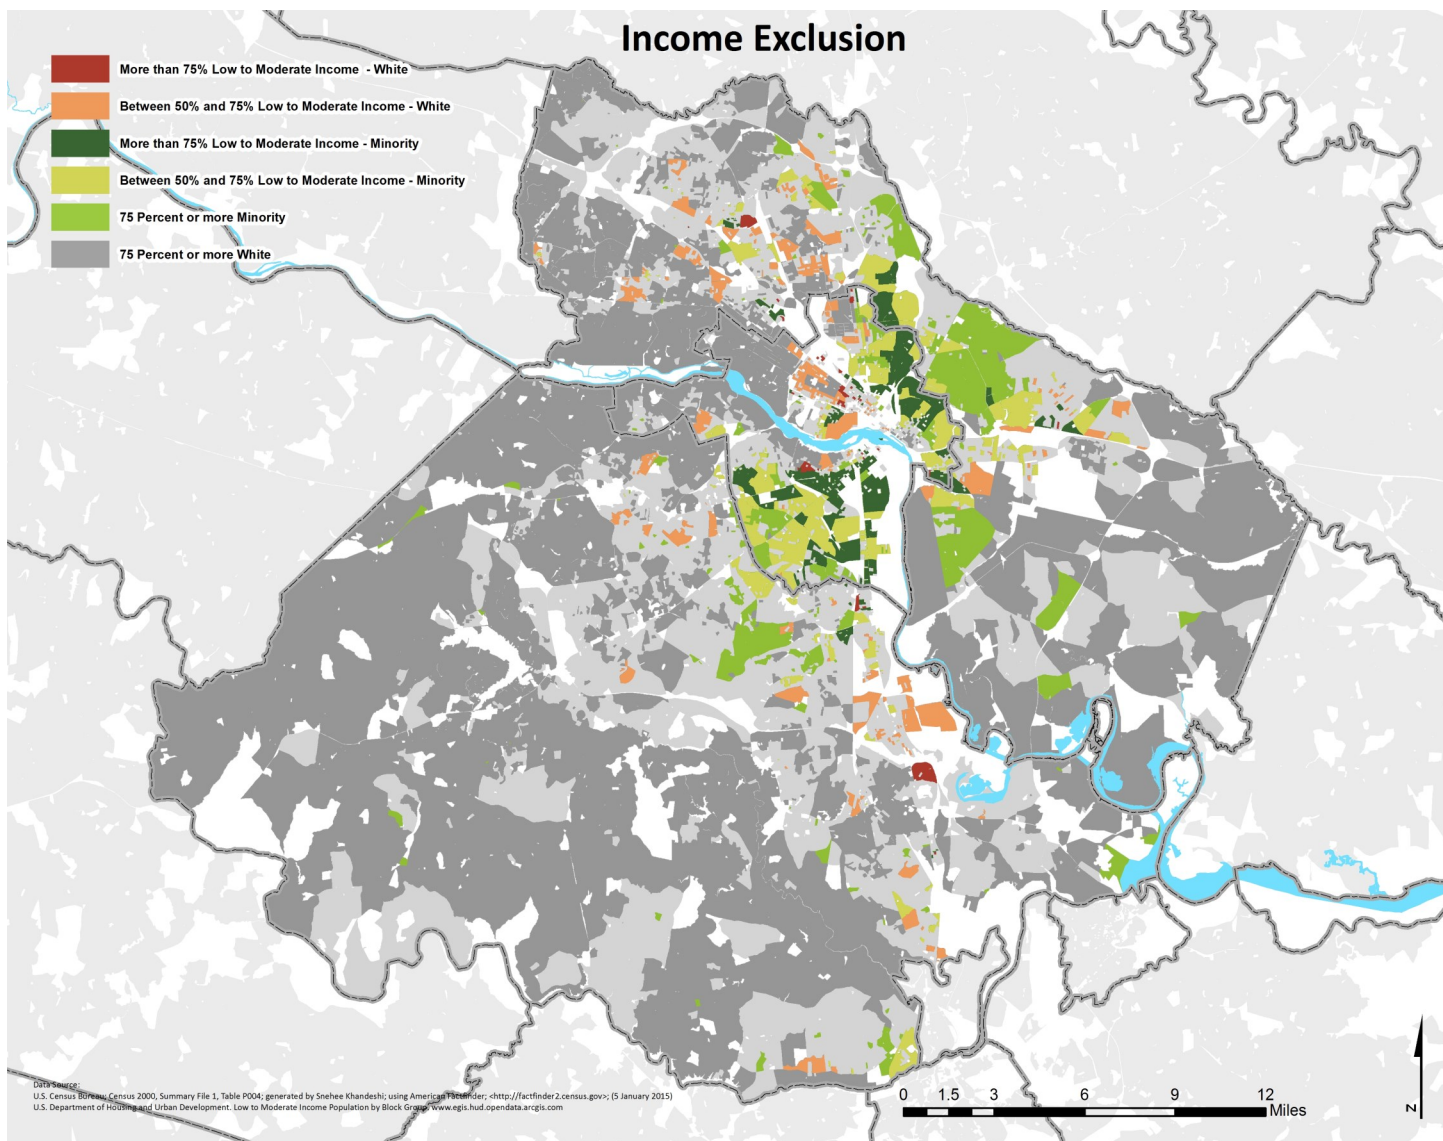 Income Exclusion
More than 75% Low to Moderate Income - White
Between 50% and 75% Low to Moderate Income - White
More than 75% Low to Moderate Income - Minority
Between 50% and 75% Low to Moderate Income - Minority
75 Percent or more Minority
75 Percent or more White
Data Source:
U.S. Census Bureau; Census 2000, Summary File 1, Table P004; generated by Snehee Khandeshi; using American Factfinder; <http://factfinder2.census.gov>; (5 January 2015)
U.S. Department of Housing and Urban Development. Low to Moderate Income Population by Block Group, www.egis.hud.opendata.arcgis.com
0 1.5 3 6 9 12
Miles
N